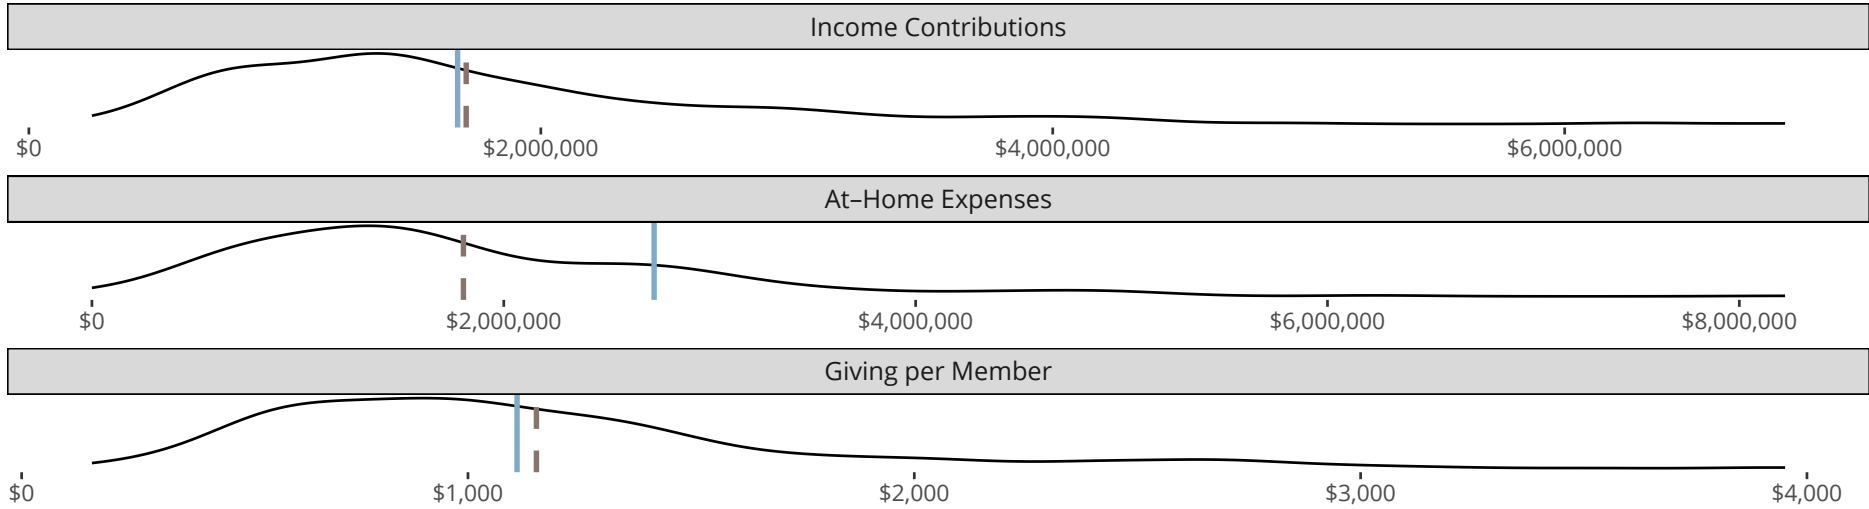 Income Contributions
$0 $2,000,000 $4,000,000 $6,000,000
At–Home Expenses
$0 $2,000,000 $4,000,000 $6,000,000 $8,000,000
Giving per Member
$0 $1,000 $2,000 $3,000 $4,000